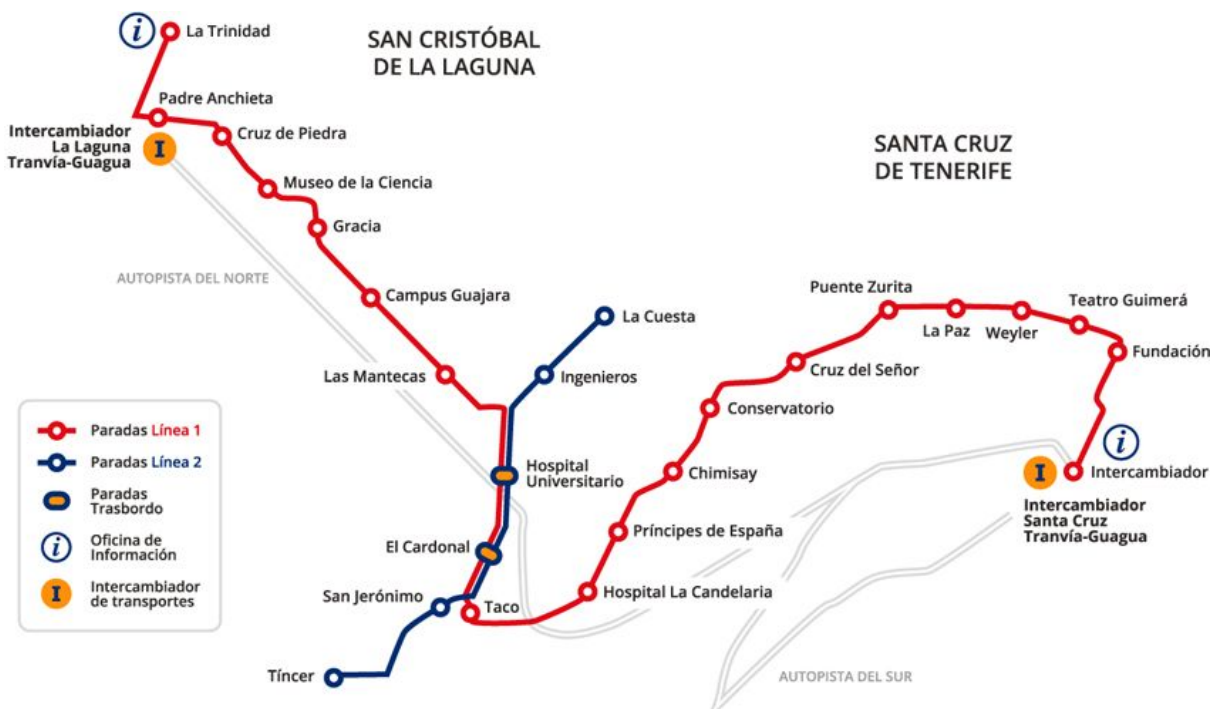 La Trinidad
SAN CRISTÓBAL
DE LA LAGUNA
Padre Anchieta
Intercambiador
La Laguna
Tranvía-Guagua
I
Cruz de Piedra
SANTA CRUZ
DE TENERIFE
Museo de la Ciencia
Gracia
AUTOPISTA DEL NORTE
Campus Guajara
La Cuesta
Puente Zurita
La Paz
Weyler
Teatro Guimerá
Fundación
Las Mantecas
Ingenieros
Cruz del Señor
Conservatorio
Paradas Línea 1
Paradas Línea 2
Paradas
Trasbordo
i
Oficina de
Información
I
Intercambiador
de transportes
Hospital
Universitario
Chimisay
i
Intercambiador
I
Intercambiador
Santa Cruz
Tranvía-Guagua
El Cardonal
Príncipes de España
San Jerónimo
Taco
Hospital La Candelaria
Tíncer
AUTOPISTA DEL SUR
i